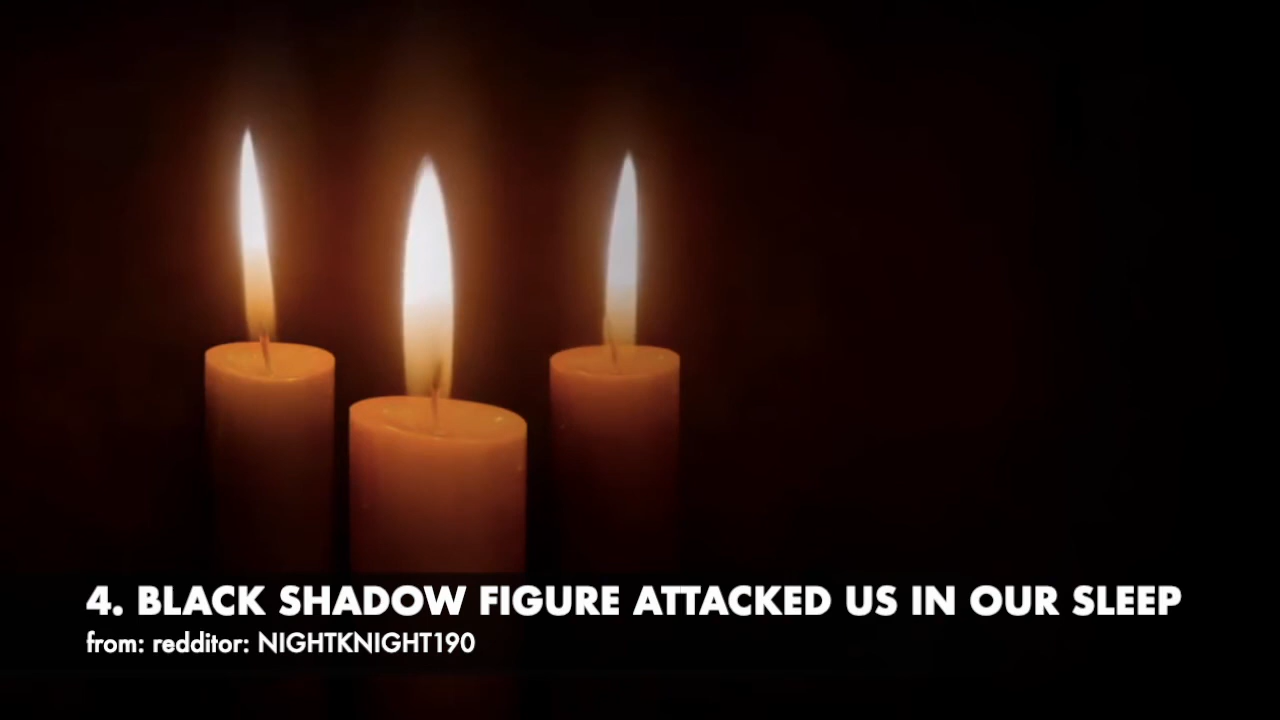 4. BLACK SHADOW FIGURE ATTACKED US IN OUR SLEEP
from: redditor: NIGHTKNIGHT190